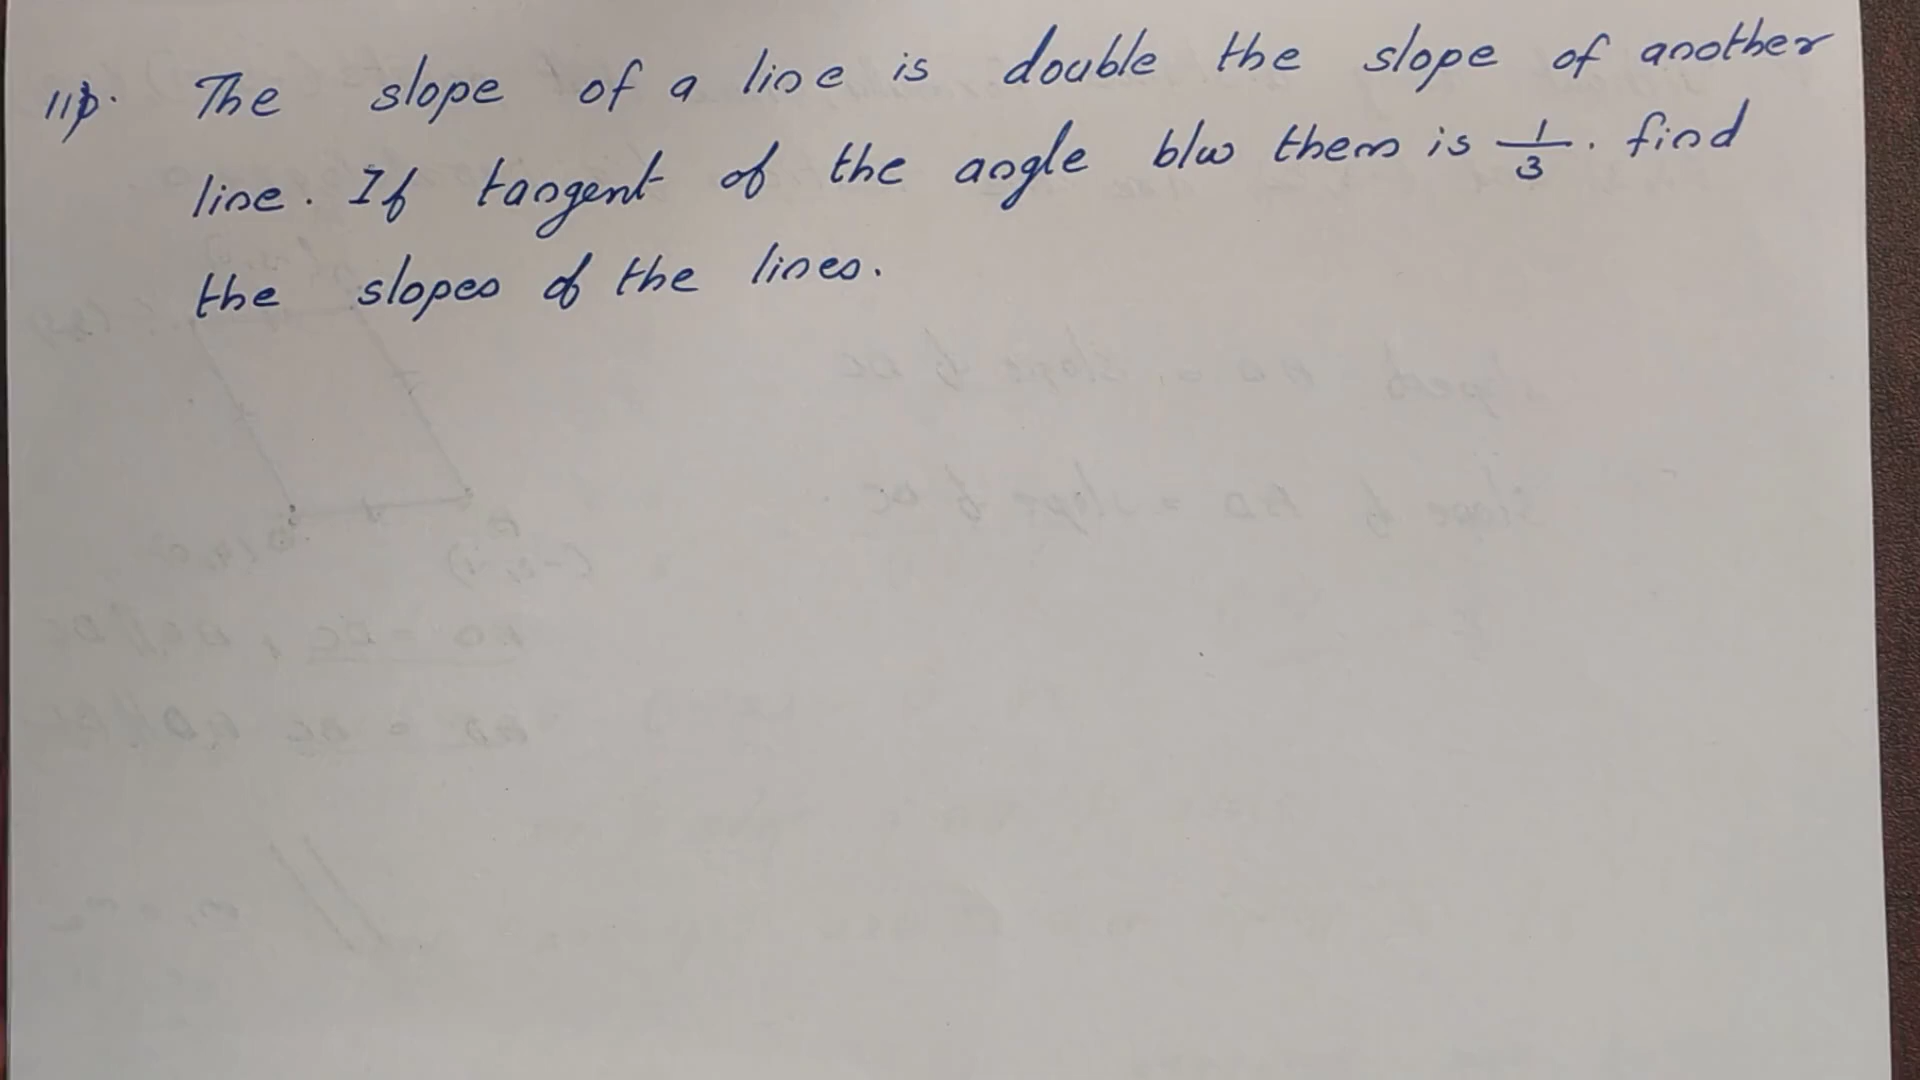 11). The slope of a line is double the slope of another
line. If tangent of the angle b/w them is 1/3. find
the slopes of the lines.